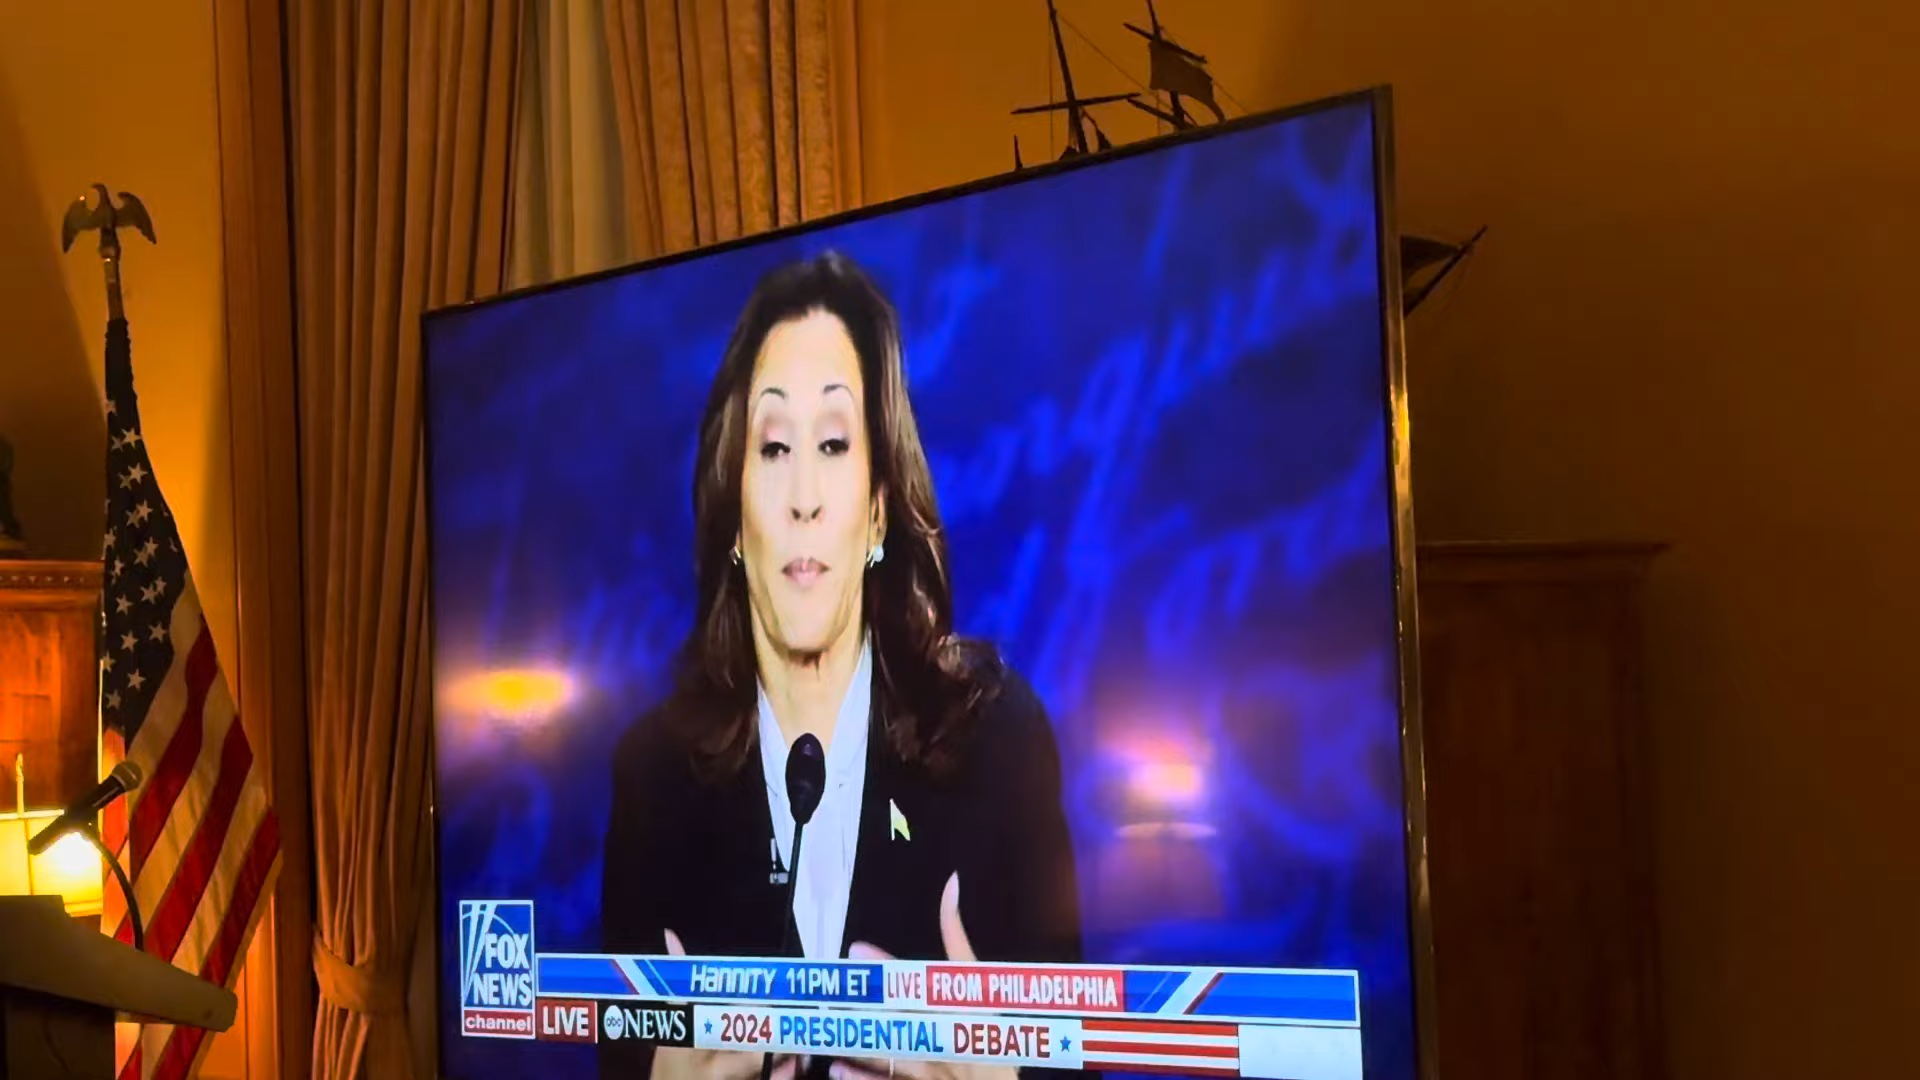 FOX
NEWS
channel
Hannity 11PM ET LIVE FROM PHILADELPHIA
LIVE abc NEWS 2024 PRESIDENTIAL DEBATE